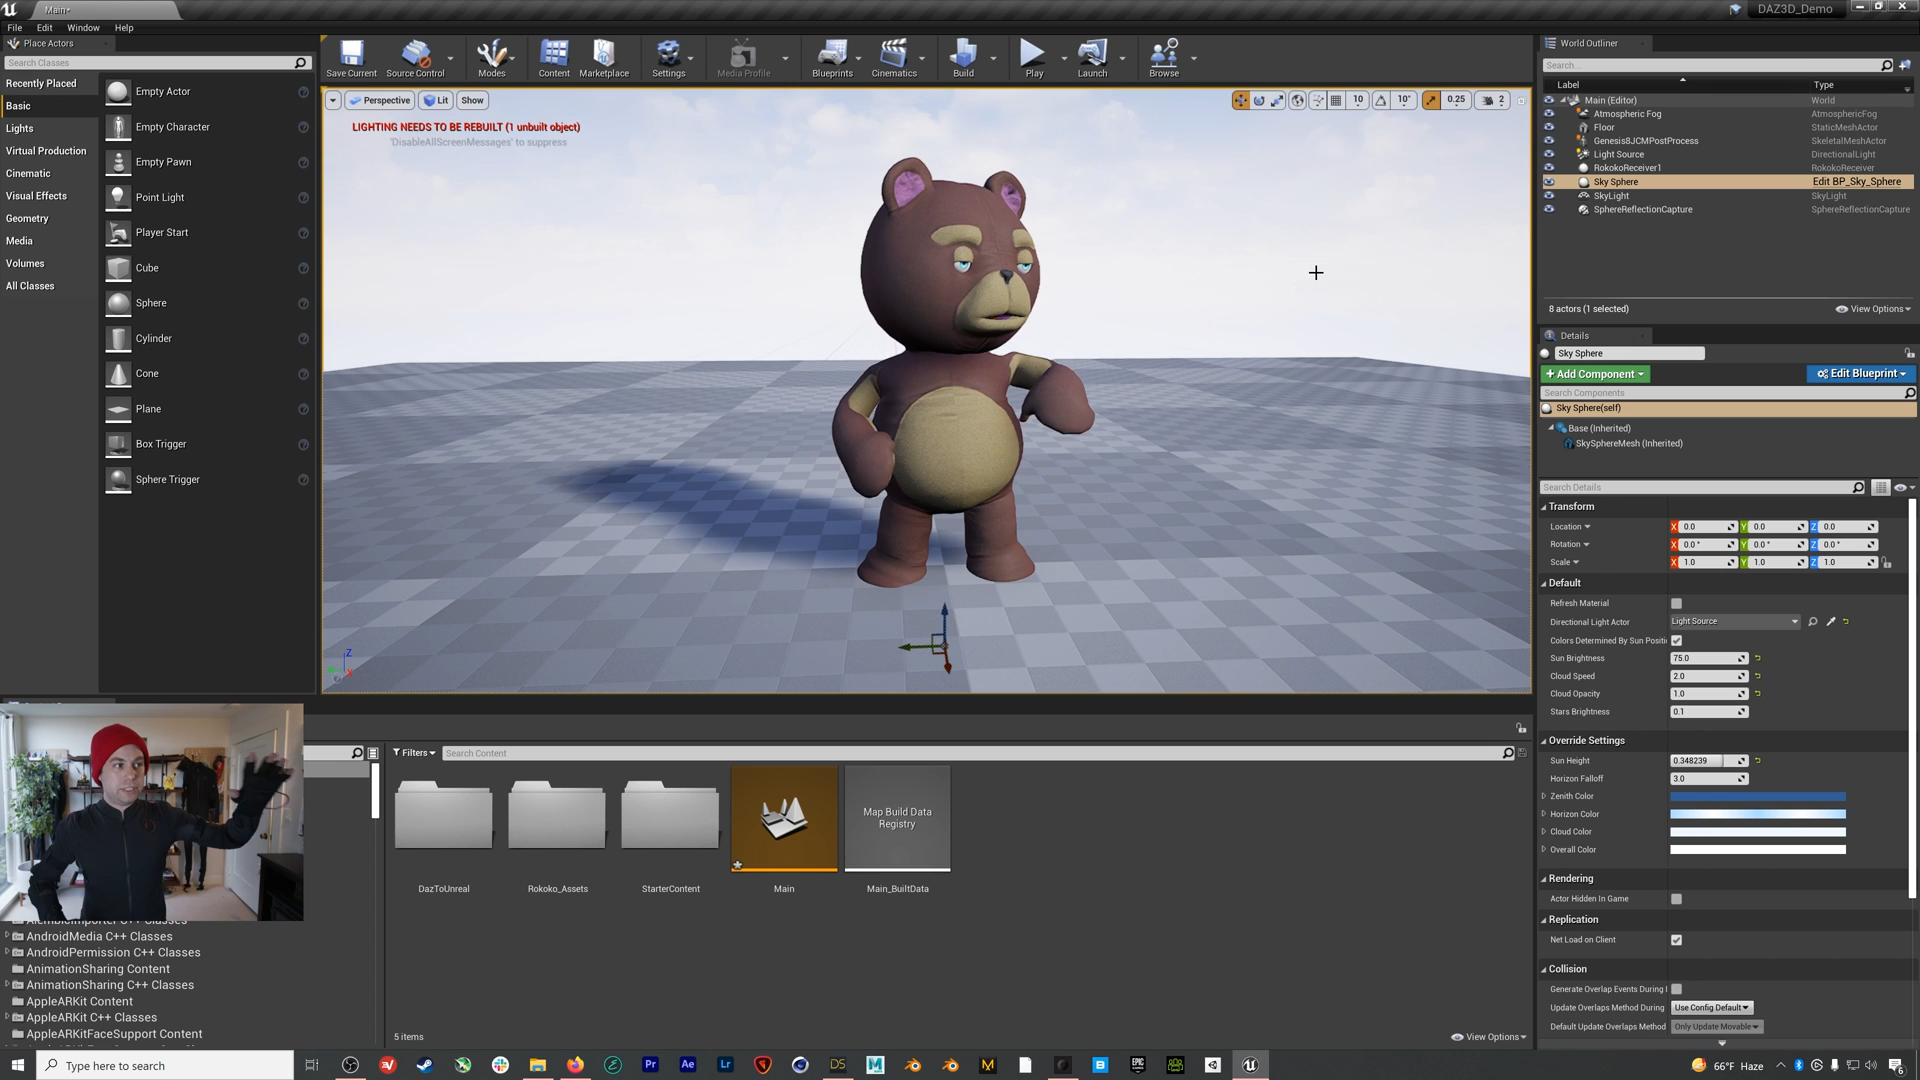 Main*
DAZ3D_Demo
File Edit Window Help
Place Actors
Search Classes
Recently Placed
Basic
Lights
Virtual Production
Cinematic
Visual Effects
Geometry
Media
Volumes
All Classes
Empty Actor
Empty Character
Empty Pawn
Point Light
Player Start
Cube
Sphere
Cylinder
Cone
Plane
Box Trigger
Sphere Trigger
Save Current Source Control Modes Content Marketplace Settings Media Profile Blueprints Cinematics Build Play Launch Browse
Perspective Lit Show 10 10° 0.25 2
LIGHTING NEEDS TO BE REBUILT (1 unbuilt object)
'DisableAllScreenMessages' to suppress
Z
X
World Outliner
Search...
Label Type
Main (Editor) World
Atmospheric Fog AtmosphericFog
Floor StaticMeshActor
Genesis8JCMPostProcess SkeletalMeshActor
Light Source DirectionalLight
RokokoReceiver1 RokokoReceiver
Sky Sphere Edit BP_Sky_Sphere
SkyLight SkyLight
SphereReflectionCapture SphereReflectionCapture
8 actors (1 selected) View Options
Details
Sky Sphere
+ Add Component Edit Blueprint
Search Components
Sky Sphere(self)
Base (Inherited)
SkySphereMesh (Inherited)
Search Details
Transform
Location X 0.0 Y 0.0 Z 0.0
Rotation X 0.0° Y 0.0° Z 0.0°
Scale X 1.0 Y 1.0 Z 1.0
Default
Refresh Material
Directional Light Actor Light Source
Colors Determined By Sun Positi
Sun Brightness 75.0
Cloud Speed 2.0
Cloud Opacity 1.0
Stars Brightness 0.1
Override Settings
Sun Height 0.348239
Horizon Falloff 3.0
Zenith Color
Horizon Color
Cloud Color
Overall Color
Rendering
Actor Hidden In Game
Replication
Net Load on Client
Collision
Generate Overlap Events During
Update Overlaps Method During Use Config Default
Default Update Overlaps Method Only Update Movable
Filters Search Content
DazToUnreal
Rokoko_Assets
StarterContent
Main
Map Build Data
Registry
Main_BuiltData
5 items View Options
AndroidMedia C++ Classes
AndroidPermission C++ Classes
AnimationSharing Content
AnimationSharing C++ Classes
AppleARKit Content
AppleARKit C++ Classes
AppleARKitFaceSupport Content
Type here to search
Pr Ae Lr DS M
EPIC GAMES
66°F Haze
6